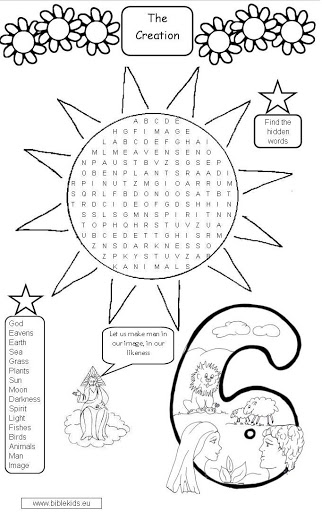 The
Creation
Find the
hidden
words
A B C D E
H G F I M A G E
L A B C D E F G H A I
M L M E A V E N S E N O
N P A U S T B V Z S G S E P
O B E N P L A N T S R A A D I
R P I N U T Z M G I O A R R U M
S Q R L F B D O N O O S A T B T
T R D C I D E O F G D S H H I N
S S L S G M N S P I R I T N N
T O P H O H R S T U V Z U A
U B C E D E T T G H I S R M
Z N S D A R K N E S S O
Z P K Y S T U V Z A R
K A N I M A L S
God
Eavens
Earth
Sea
Grass
Plants
Sun
Moon
Darkness
Spirit
Light
Fishes
Birds
Animals
Man
Image
Let us make man in
our image, in our
likeness
6
www.biblekids.eu